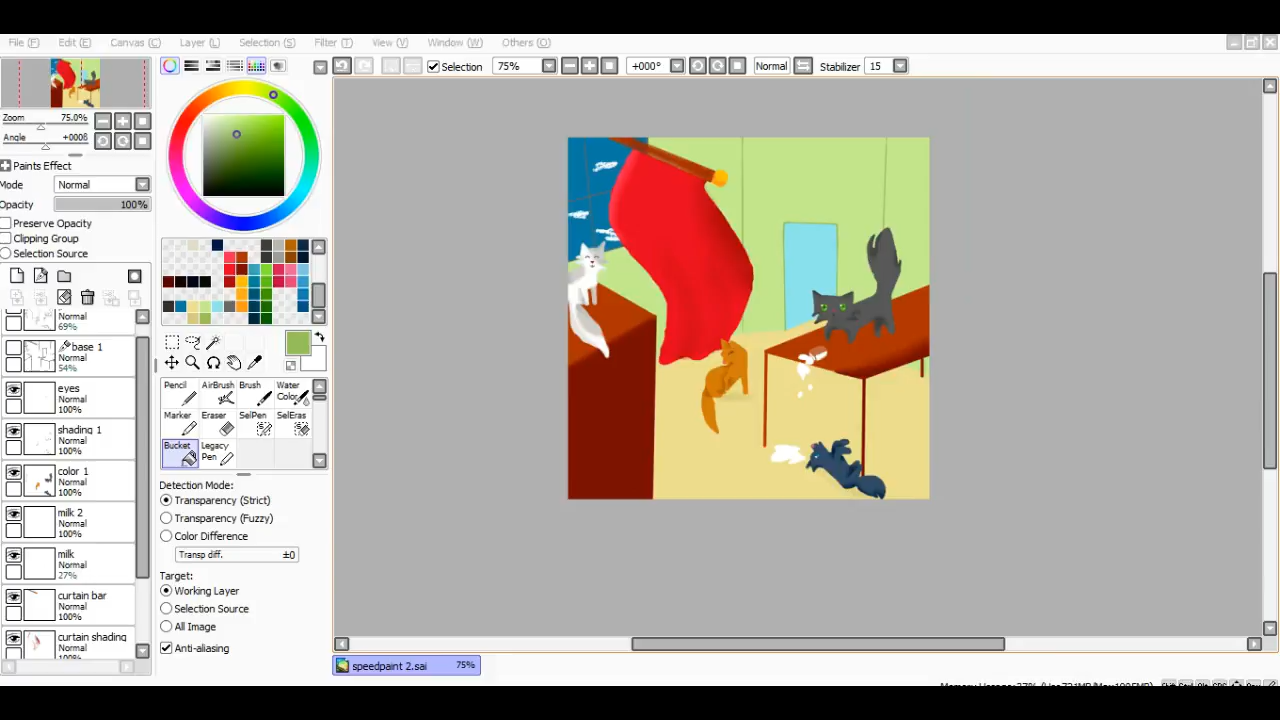 File (F) Edit (E) Canvas (C) Layer (L) Selection (S) Filter (T) View (V) Window (W) Others (O)
Selection 75% +000° Normal Stabilizer 15
Zoom 75.0%
Angle +000ß
Paints Effect
Mode Normal
Opacity 100%
Preserve Opacity
Clipping Group
Selection Source
Normal
69%
base 1
Normal
54%
eyes
Normal
100%
shading 1
Normal
100%
color 1
Normal
100%
milk 2
Normal
100%
milk
Normal
27%
curtain bar
Normal
100%
curtain shading
Normal
100%
Pencil AirBrush Brush Water Color
Marker Eraser SelPen SelEras
Bucket Legacy Pen
Detection Mode:
Transparency (Strict)
Transparency (Fuzzy)
Color Difference
Transp diff. ±0
Target:
Working Layer
Selection Source
All Image
Anti-aliasing
speedpaint 2.sai 75%